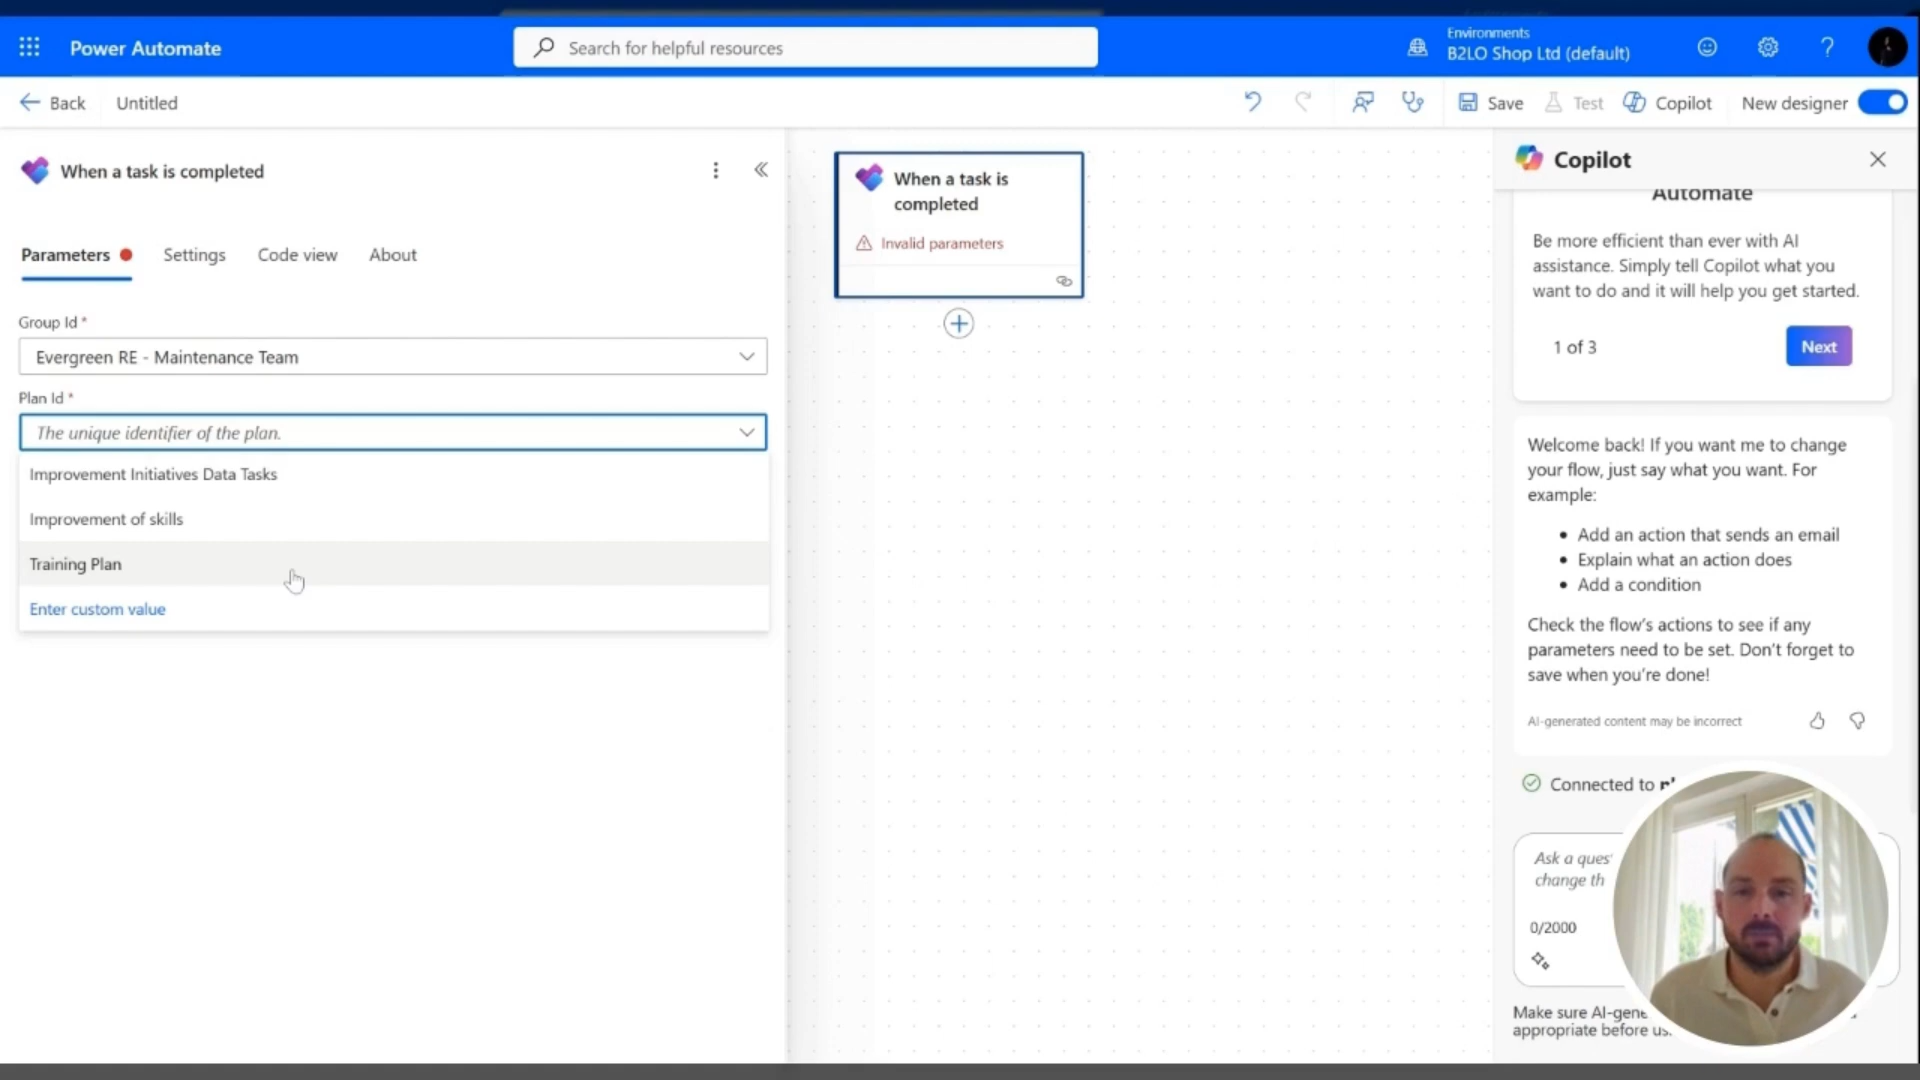 Power Automate
Search for helpful resources
Environments
B2LO Shop Ltd (default)
Back
Untitled
Save
Test
Copilot
New designer
When a task is completed
Parameters
Settings
Code view
About
Group Id *
Evergreen RE - Maintenance Team
Plan Id *
The unique identifier of the plan.
Improvement Initiatives Data Tasks
Improvement of skills
Training Plan
Enter custom value
When a task is
completed
Invalid parameters
Copilot
Automate
Be more efficient than ever with AI
assistance. Simply tell Copilot what you
want to do and it will help you get started.
1 of 3
Next
Welcome back! If you want me to change
your flow, just say what you want. For
example:
• Add an action that sends an email
• Explain what an action does
• Add a condition
Check the flow's actions to see if any
parameters need to be set. Don't forget to
save when you're done!
AI-generated content may be incorrect
Connected to
Ask a
change
0/2000
Make sure
appropriate before